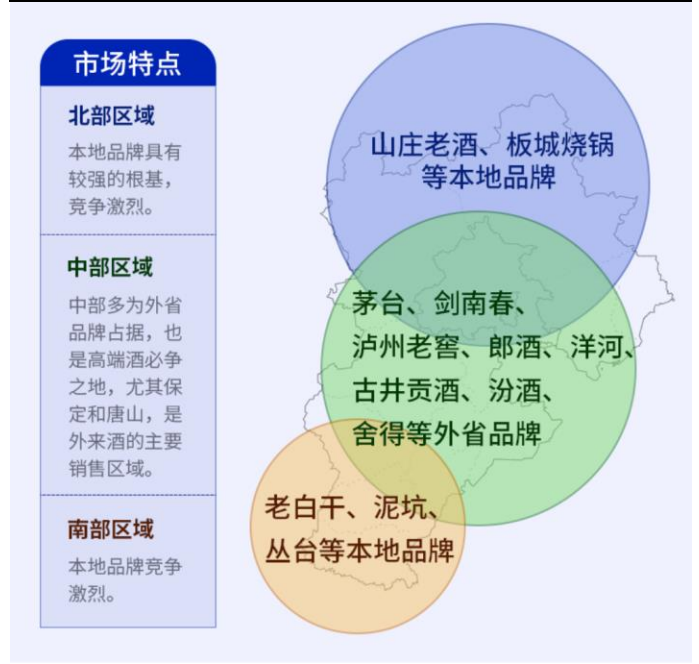 市场特点
北部区域
本地品牌具有
较强的根基，
竞争激烈。
中部区域
中部多为外省
品牌占据，也
是高端酒必争
之地，尤其保
定和唐山，是
外来酒的主要
销售区域。
南部区域
本地品牌竞争
激烈。
山庄老酒、板城烧锅
等本地品牌
茅台、剑南春、
泸州老窖、郎酒、洋河、
古井贡酒、汾酒、
舍得等外省品牌
老白干、泥坑、
丛台等本地品牌